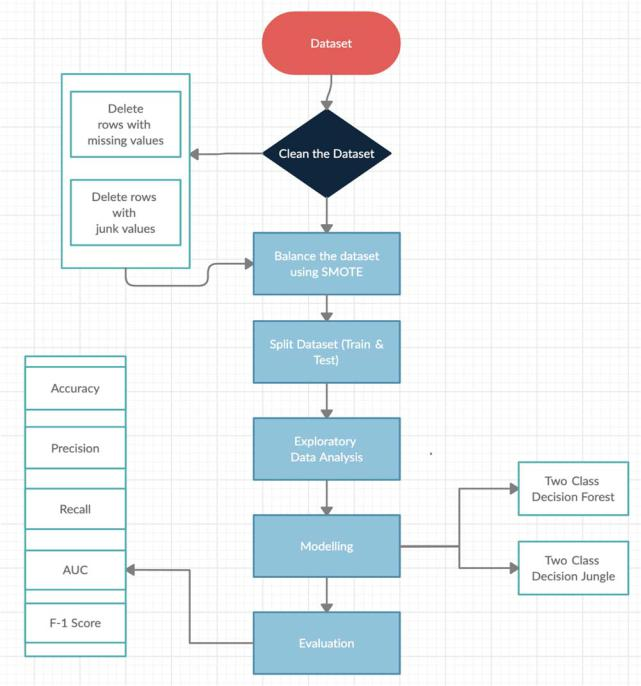 Dataset
Clean the Dataset
Delete
rows with
missing values
Delete rows
with
junk values
Balance the dataset
using SMOTE
Split Dataset (Train &
Test)
Exploratory
Data Analysis
Modelling
Two Class
Decision Forest
Two Class
Decision Jungle
Evaluation
Accuracy
Precision
Recall
AUC
F-1 Score